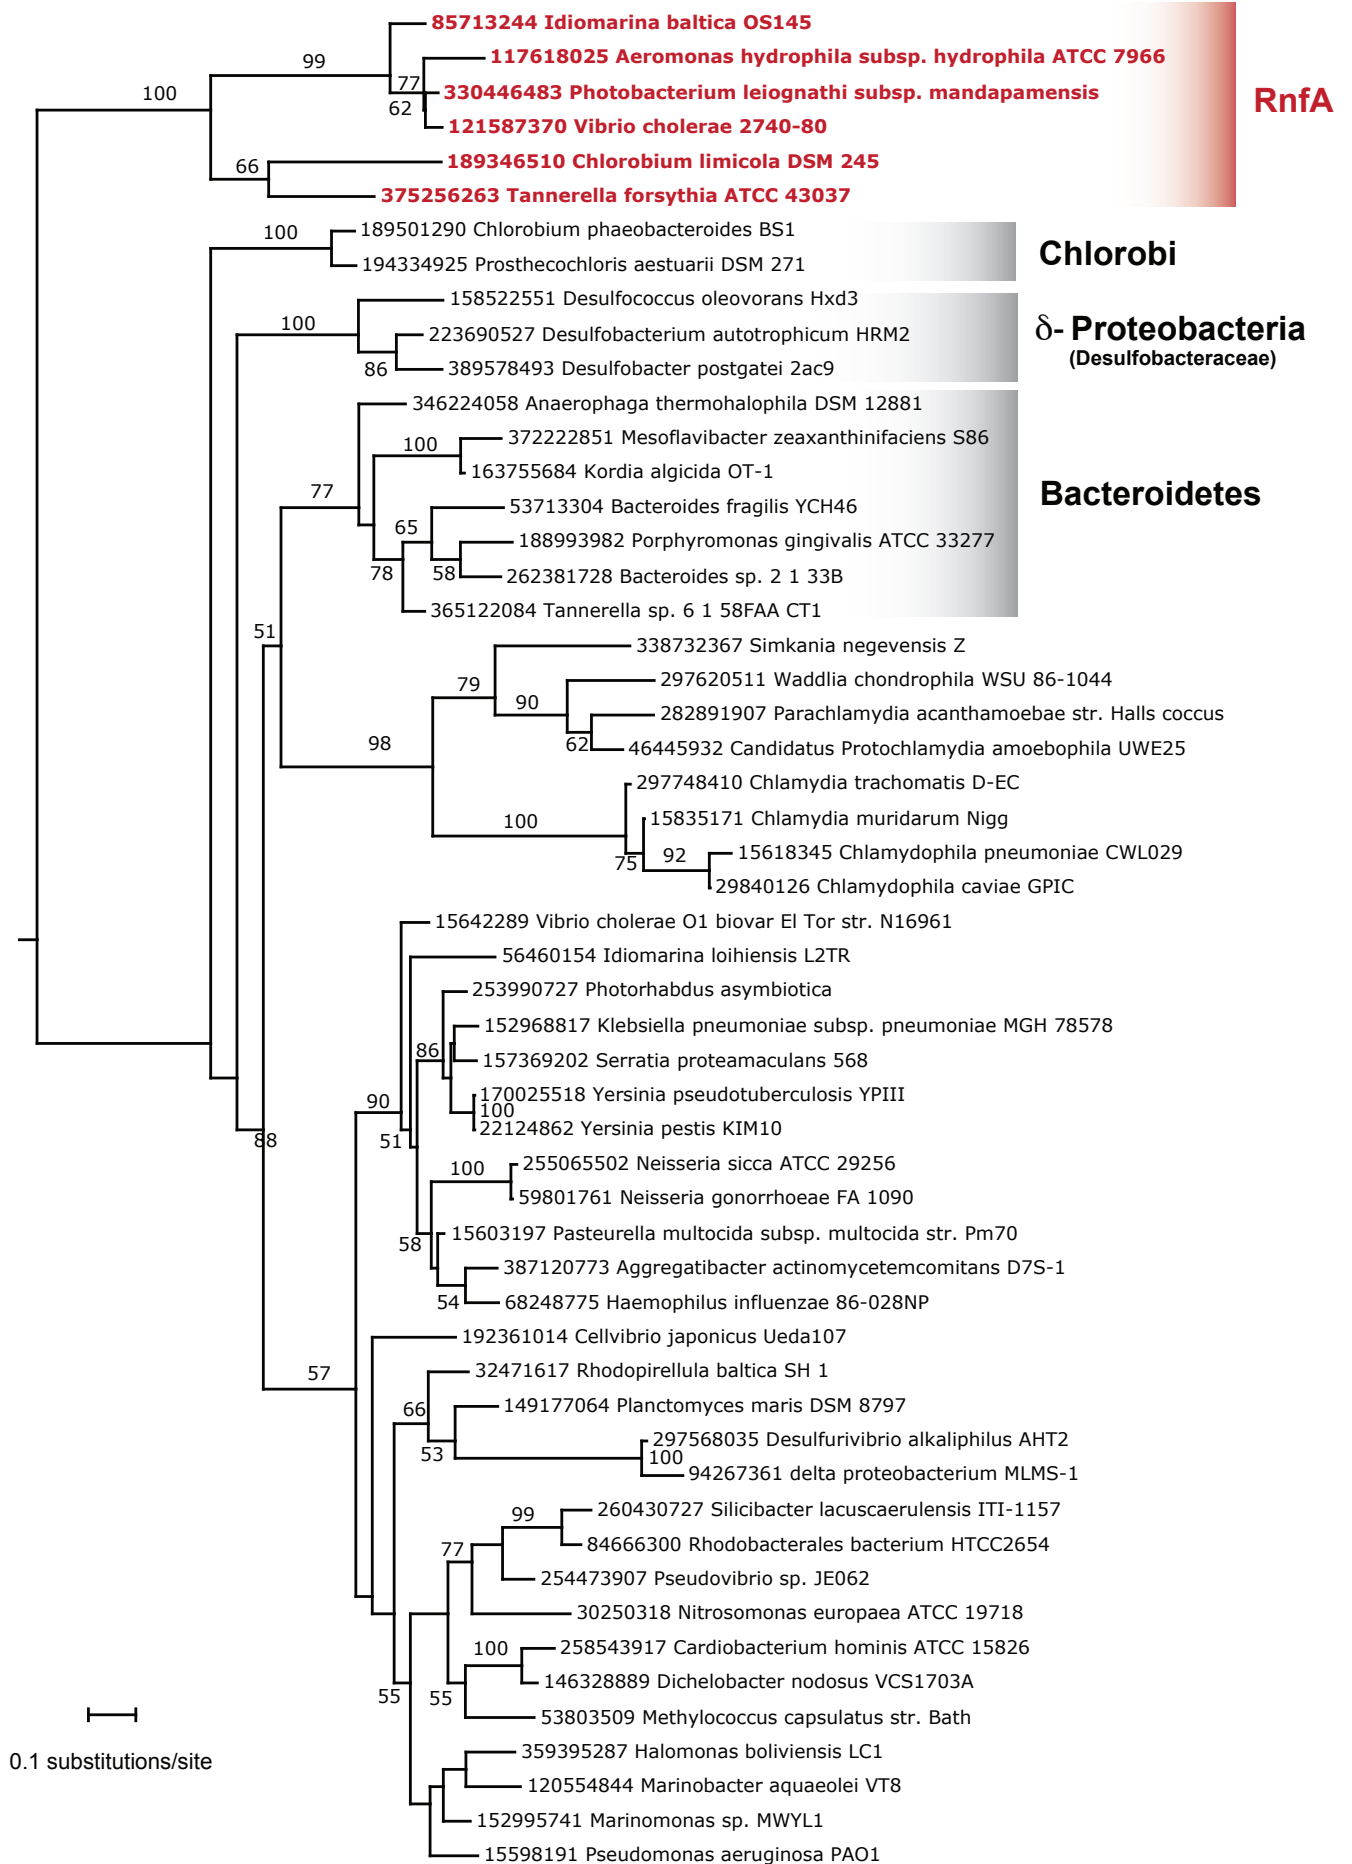 85713244 Idiomarina baltica OS145
99
117618025 Aeromonas hydrophila subsp. hydrophila ATCC 7966
77
100
330446483 Photobacterium leiognathi subsp. mandapamensis
RnfA
62
121587370 Vibrio cholerae 2740-80
189346510 Chlorobium limicola DSM 245
66
375256263 Tannerella forsythia ATCC 43037
189501290 Chlorobium phaeobacteroides BS1
100
Chlorobi
194334925 Prosthecochloris aestuarii DSM 271
158522551 Desulfococcus oleovorans Hxd3
100
δ- Proteobacteria
223690527 Desulfobacterium autotrophicum HRM2
(Desulfobacteraceae)
86
389578493 Desulfobacter postgatei 2ac9
346224058 Anaerophaga thermohalophila DSM 12881
372222851 Mesoflavibacter zeaxanthinifaciens S86
100
163755684 Kordia algicida OT-1
77
Bacteroidetes
53713304 Bacteroides fragilis YCH46
65
188993982 Porphyromonas gingivalis ATCC 33277
78
58
262381728 Bacteroides sp. 2 1 33B
365122084 Tannerella sp. 6 1 58FAA CT1
51
338732367 Simkania negevensis Z
79
297620511 Waddlia chondrophila WSU 86-1044
90
282891907 Parachlamydia acanthamoebae str. Halls coccus
98
62
46445932 Candidatus Protochlamydia amoebophila UWE25
297748410 Chlamydia trachomatis D-EC
100
15835171 Chlamydia muridarum Nigg
75
92
15618345 Chlamydophila pneumoniae CWL029
29840126 Chlamydophila caviae GPIC
15642289 Vibrio cholerae O1 biovar El Tor str. N16961
56460154 Idiomarina loihiensis L2TR
253990727 Photorhabdus asymbiotica
152968817 Klebsiella pneumoniae subsp. pneumoniae MGH 78578
86
157369202 Serratia proteamaculans 568
170025518 Yersinia pseudotuberculosis YPIII
90
100
22124862 Yersinia pestis KIM10
88
51
255065502 Neisseria sicca ATCC 29256
100
59801761 Neisseria gonorrhoeae FA 1090
15603197 Pasteurella multocida subsp. multocida str. Pm70
58
387120773 Aggregatibacter actinomycetemcomitans D7S-1
54
68248775 Haemophilus influenzae 86-028NP
192361014 Cellvibrio japonicus Ueda107
57
32471617 Rhodopirellula baltica SH 1
66
149177064 Planctomyces maris DSM 8797
53
297568035 Desulfurivibrio alkaliphilus AHT2
100
94267361 delta proteobacterium MLMS-1
260430727 Silicibacter lacuscaerulensis ITI-1157
99
84666300 Rhodobacterales bacterium HTCC2654
77
254473907 Pseudovibrio sp. JE062
30250318 Nitrosomonas europaea ATCC 19718
258543917 Cardiobacterium hominis ATCC 15826
100
146328889 Dichelobacter nodosus VCS1703A
55
55
53803509 Methylococcus capsulatus str. Bath
359395287 Halomonas boliviensis LC1
0.1 substitutions/site
120554844 Marinobacter aquaeolei VT8
152995741 Marinomonas sp. MWYL1
15598191 Pseudomonas aeruginosa PAO1